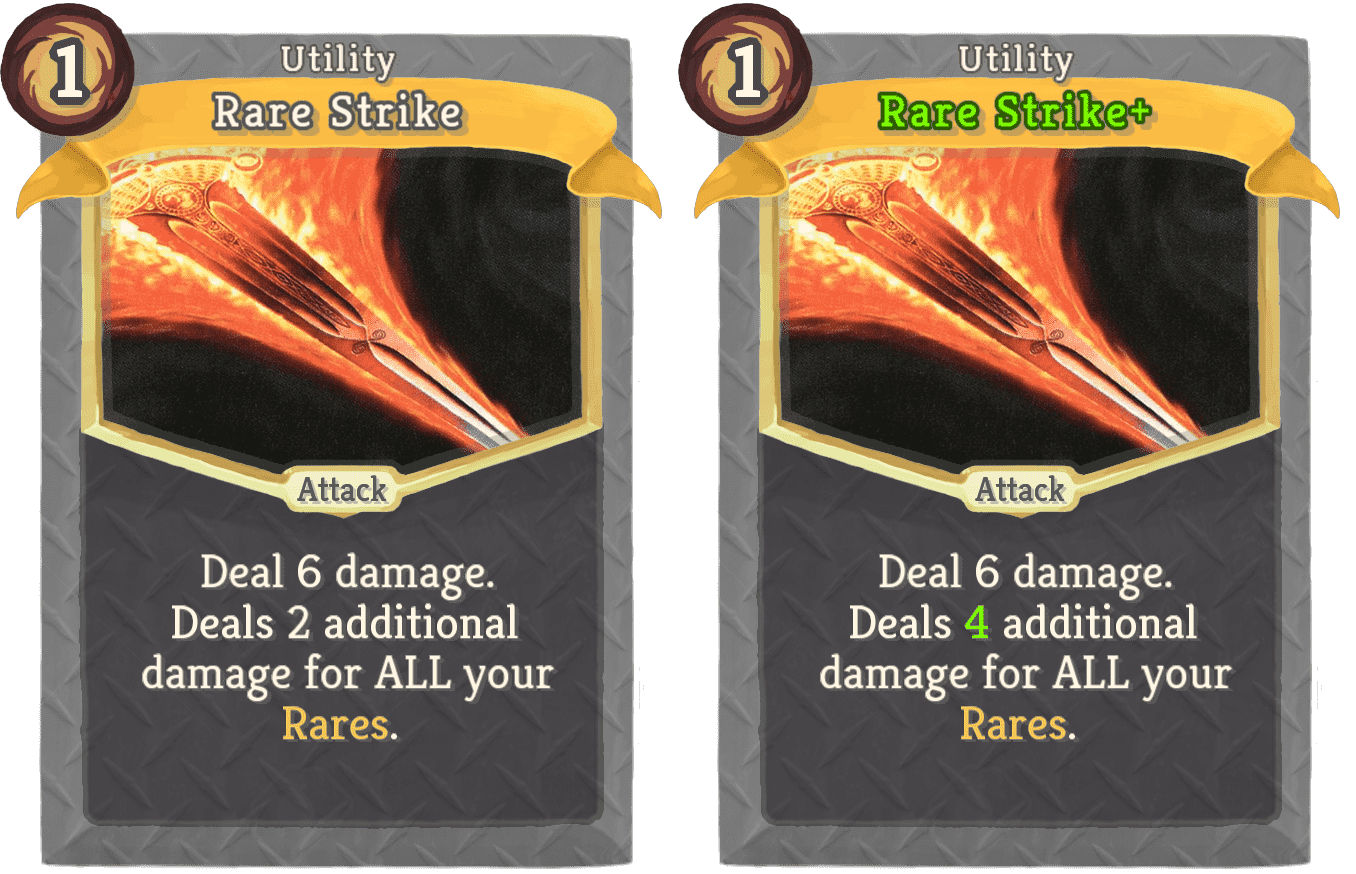 1
Utility
Rare Strike
Attack
Deal 6 damage.
Deals 2 additional
damage for ALL your
Rares.
1
Utility
Rare Strike+
Attack
Deal 6 damage.
Deals 4 additional
damage for ALL your
Rares.